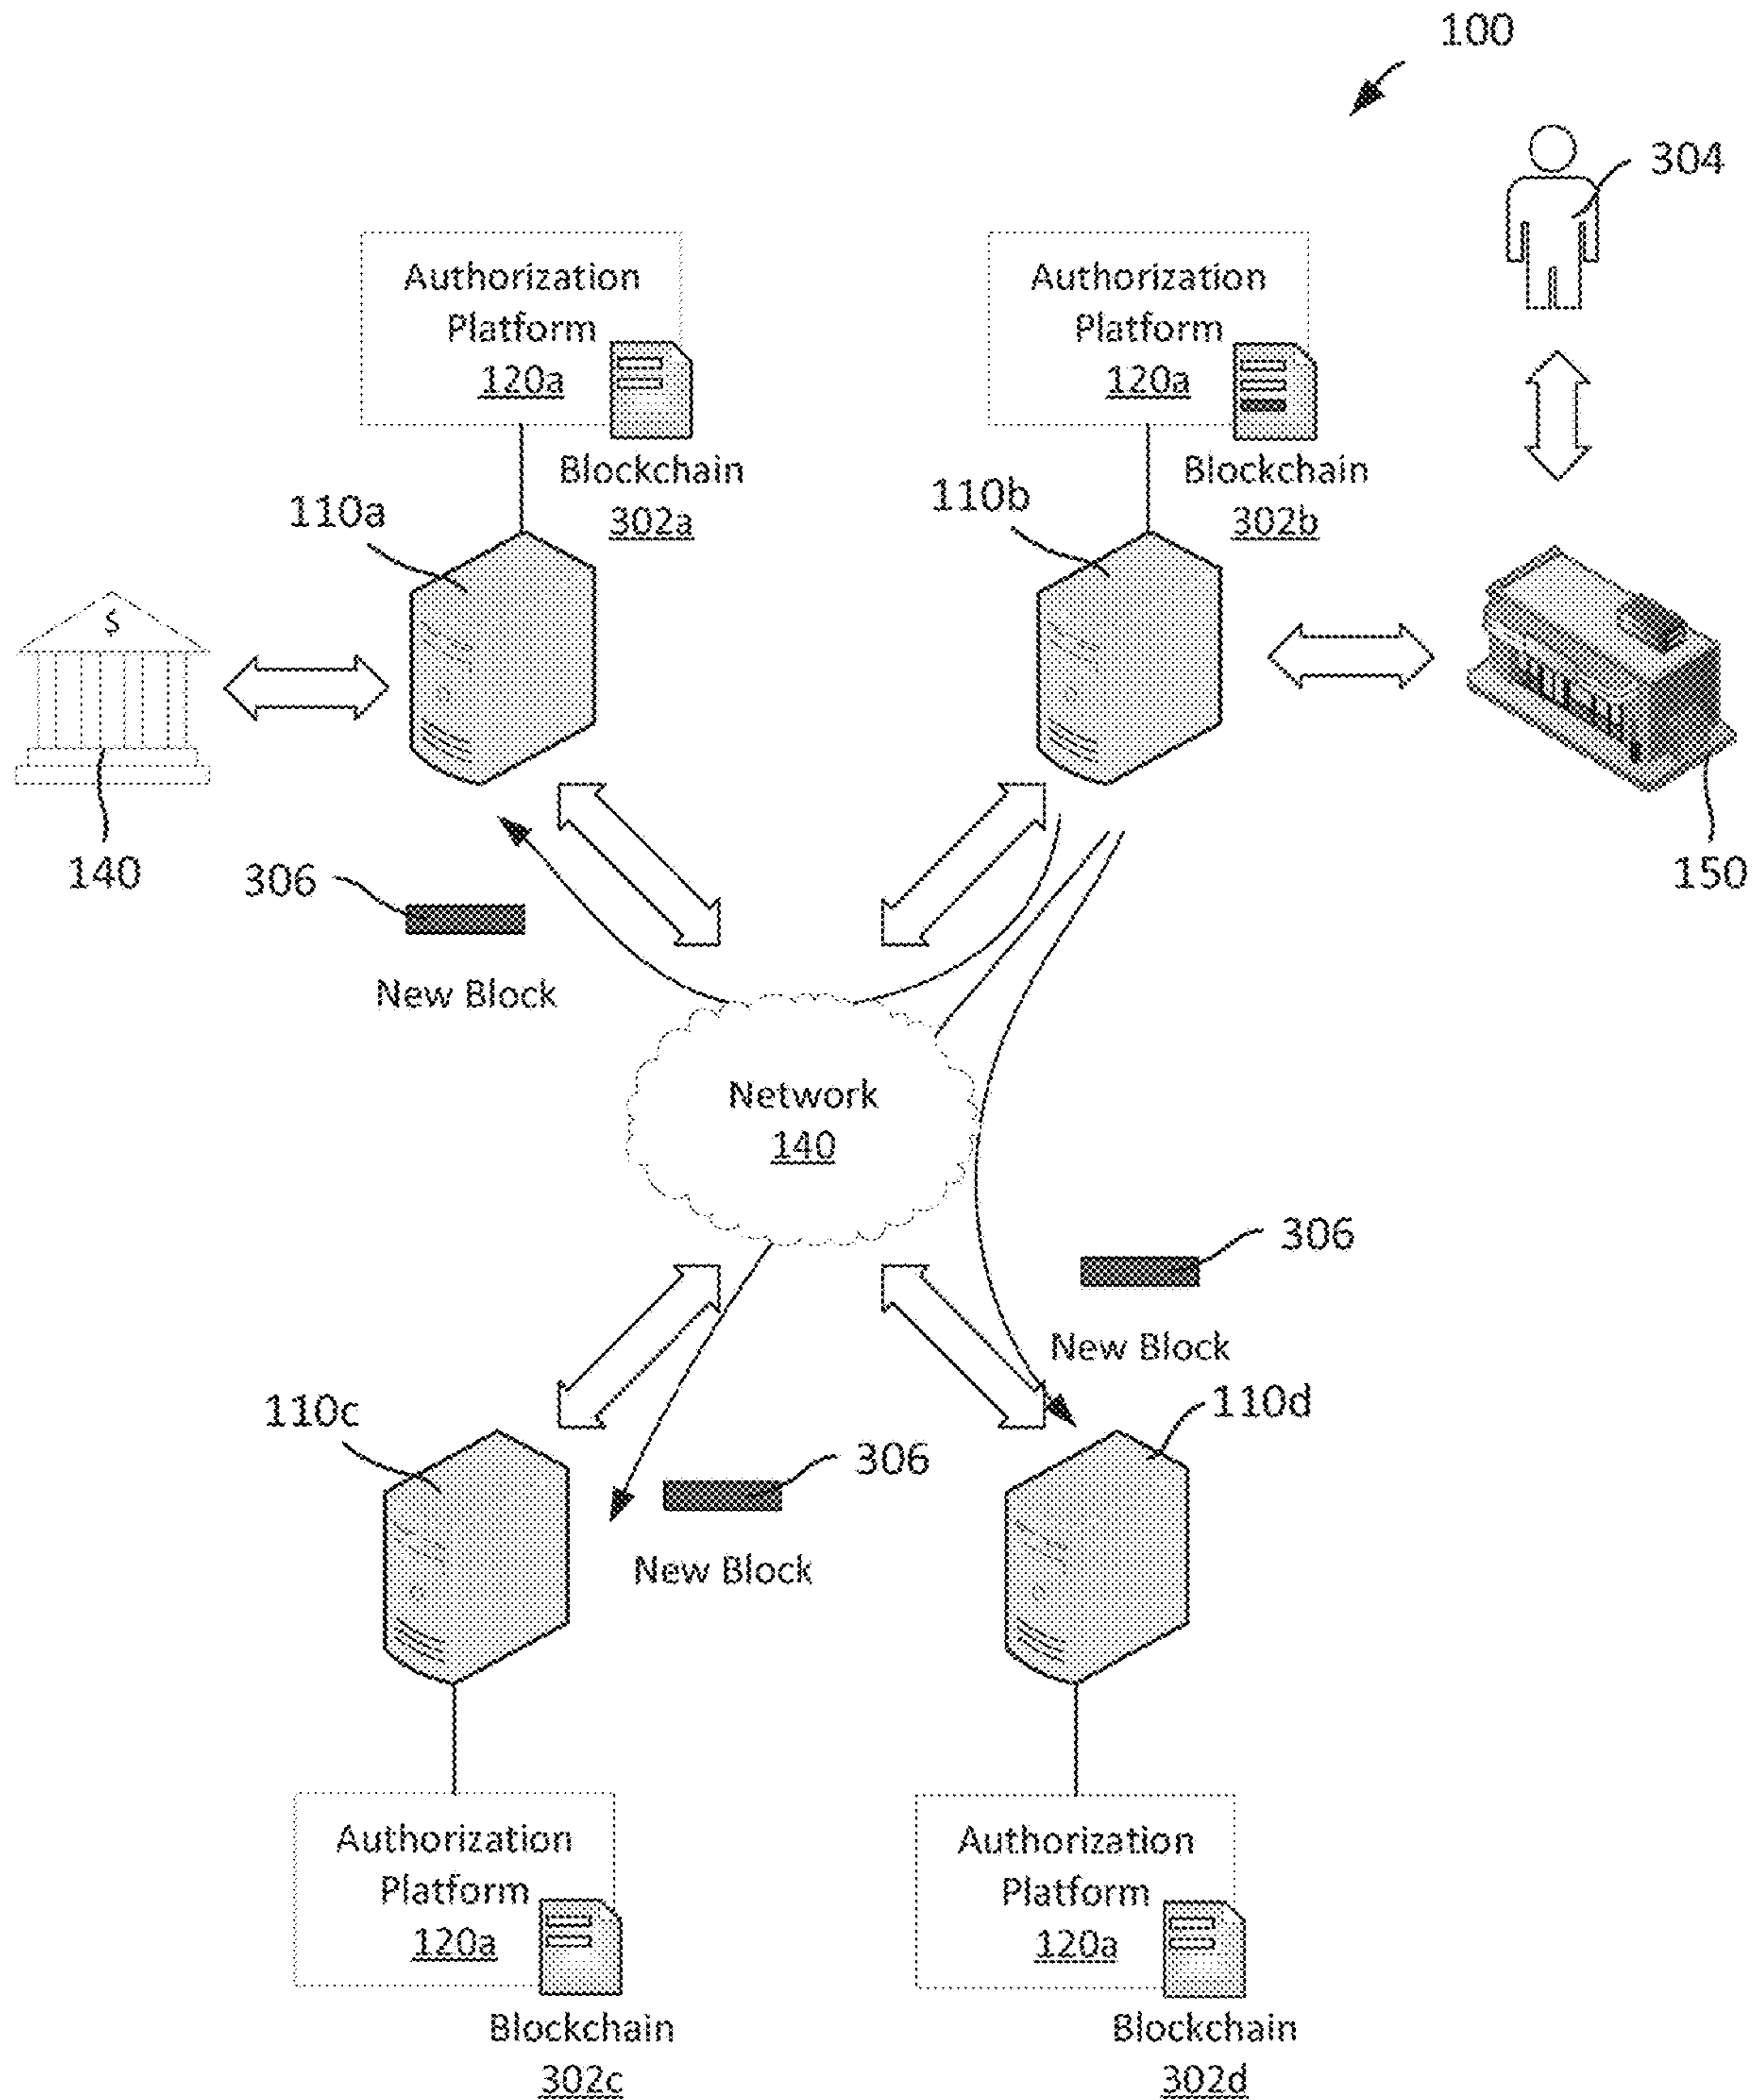 100
304
Authorization
Platform
120a
Blockchain
302a
Authorization
Platform
120a
Blockchain
302b
110a
110b
$
140
150
306
New Block
Network
140
306
New Block
110c
110d
306
New Block
Authorization
Platform
120a
Blockchain
302c
Authorization
Platform
120a
Blockchain
302d